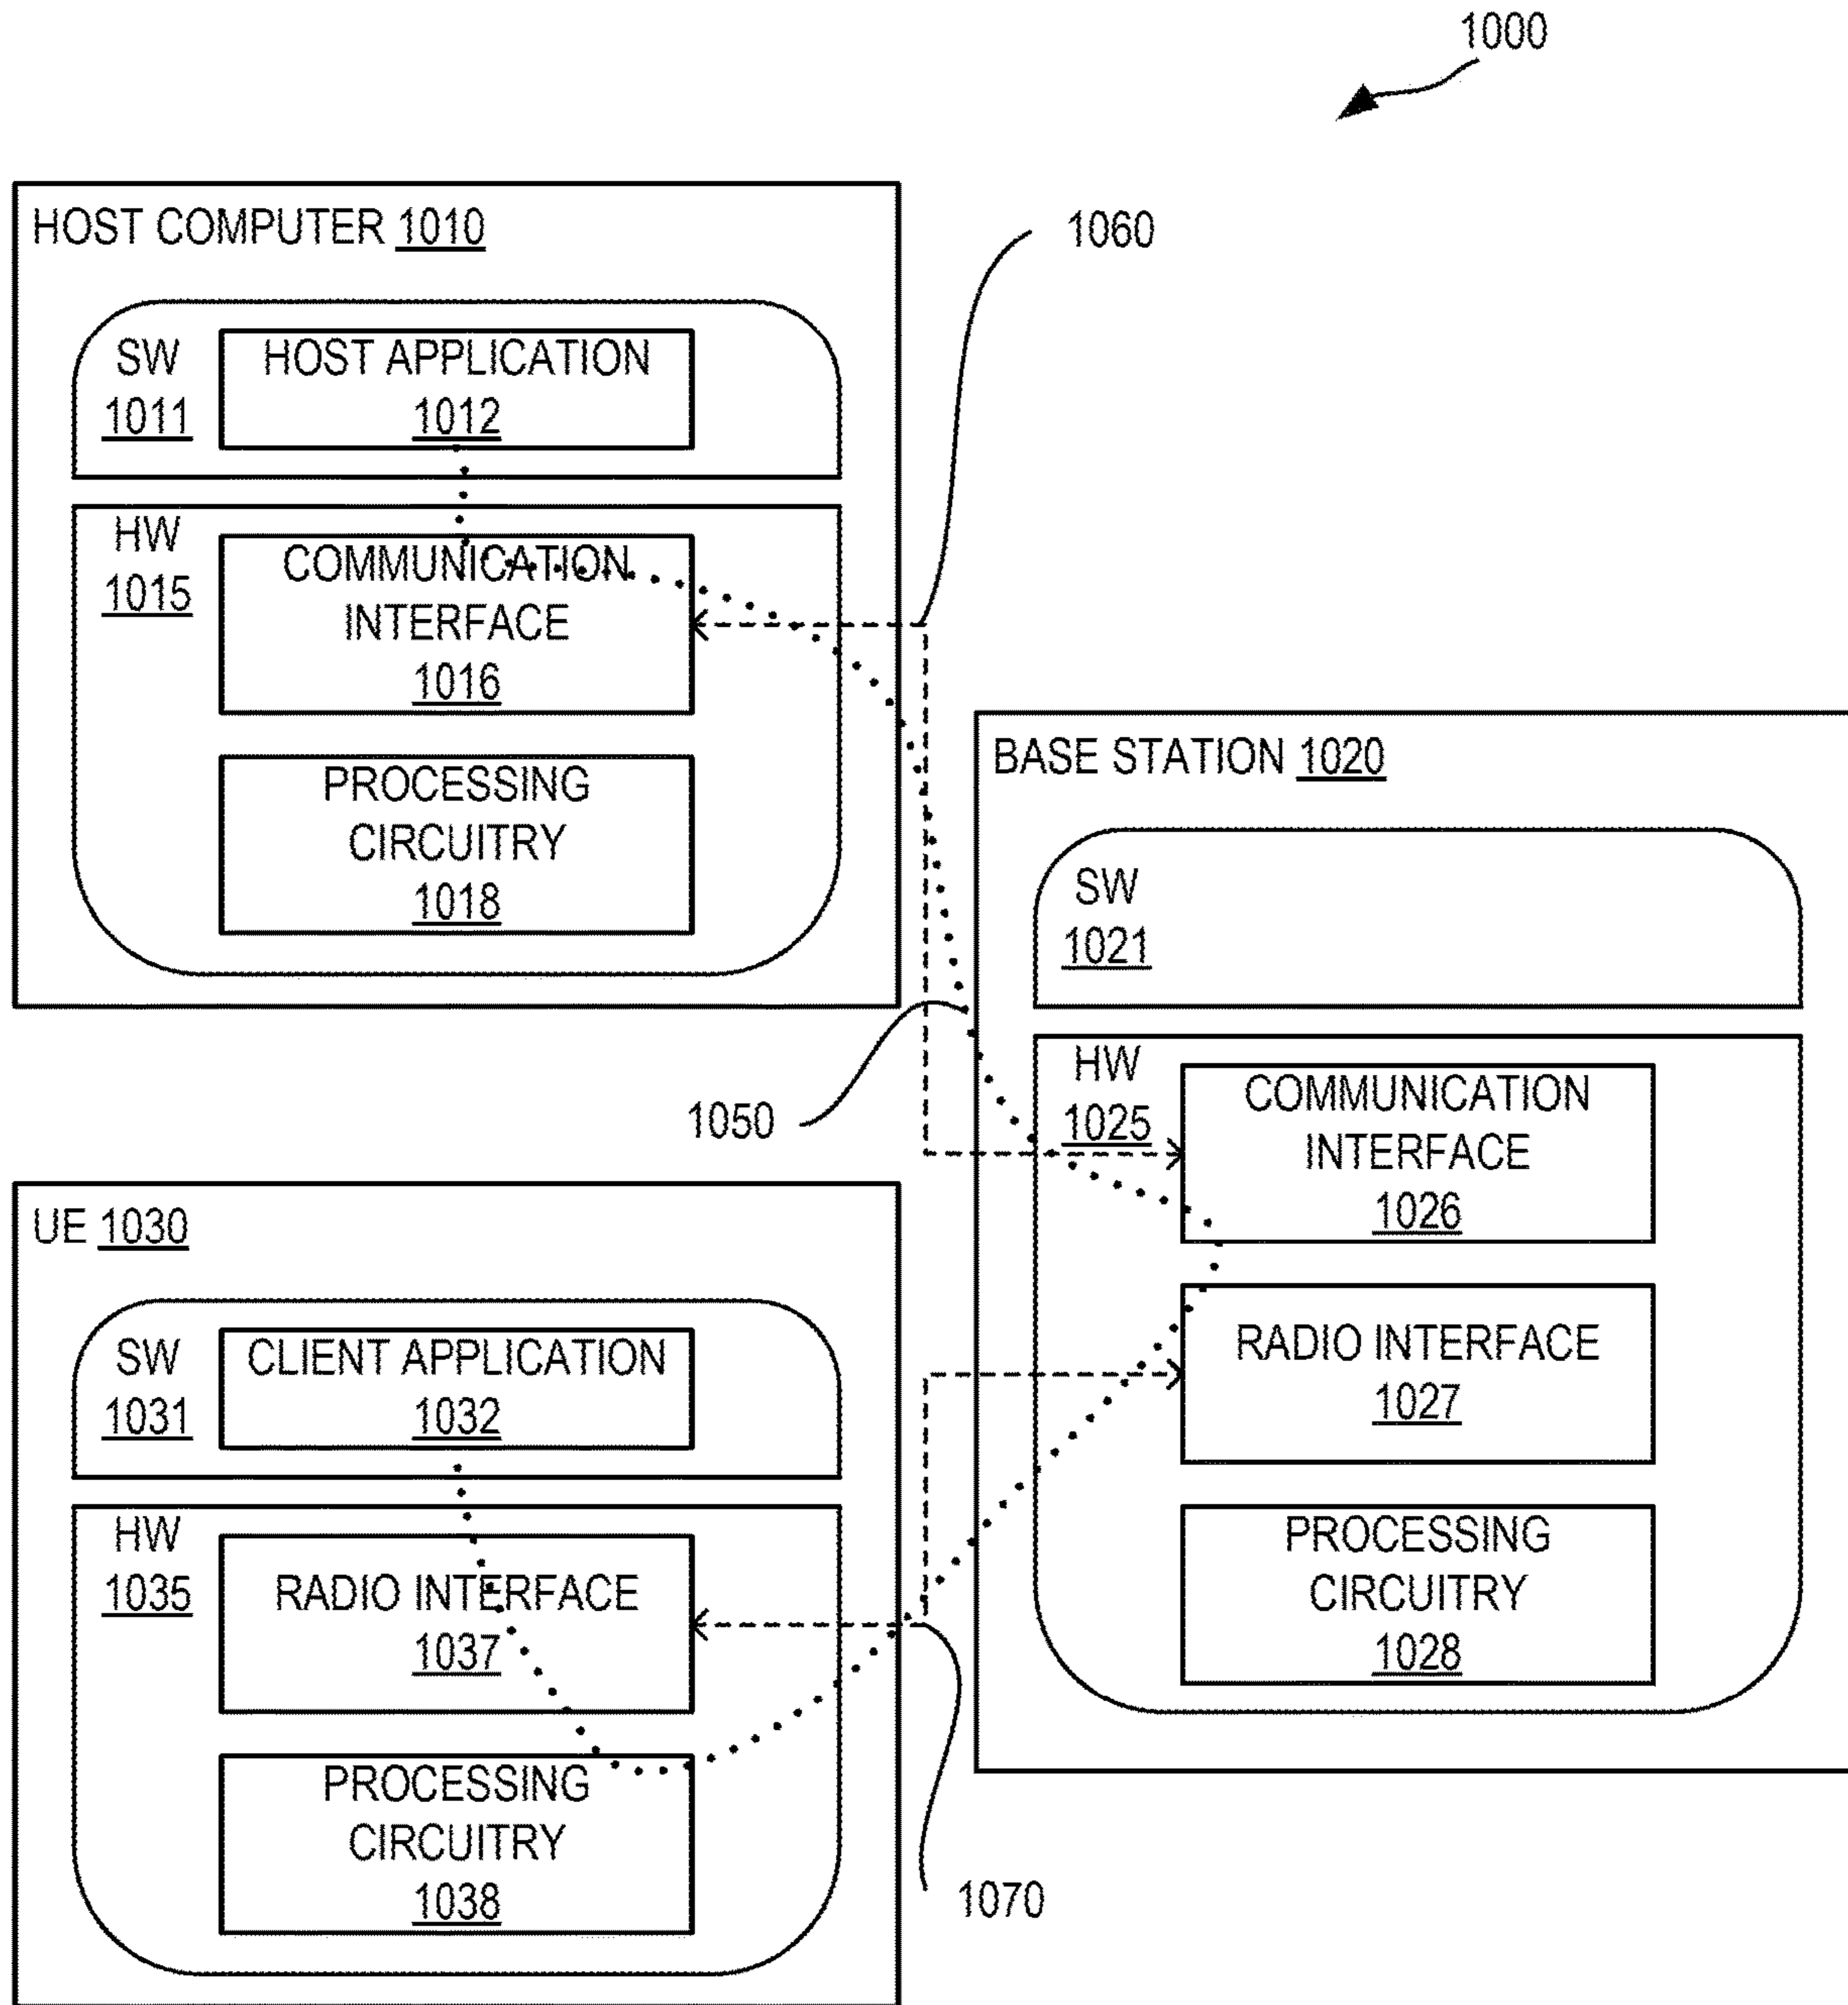 1000
HOST COMPUTER 1010
1060
SW
1011
HOST APPLICATION
1012
HW
1015
COMMUNICATION
INTERFACE
1016
PROCESSING
CIRCUITRY
1018
BASE STATION 1020
SW
1021
1050
HW
1025
COMMUNICATION
INTERFACE
1026
RADIO INTERFACE
1027
PROCESSING
CIRCUITRY
1028
UE 1030
SW
1031
CLIENT APPLICATION
1032
HW
1035
RADIO INTERFACE
1037
PROCESSING
CIRCUITRY
1038
1070